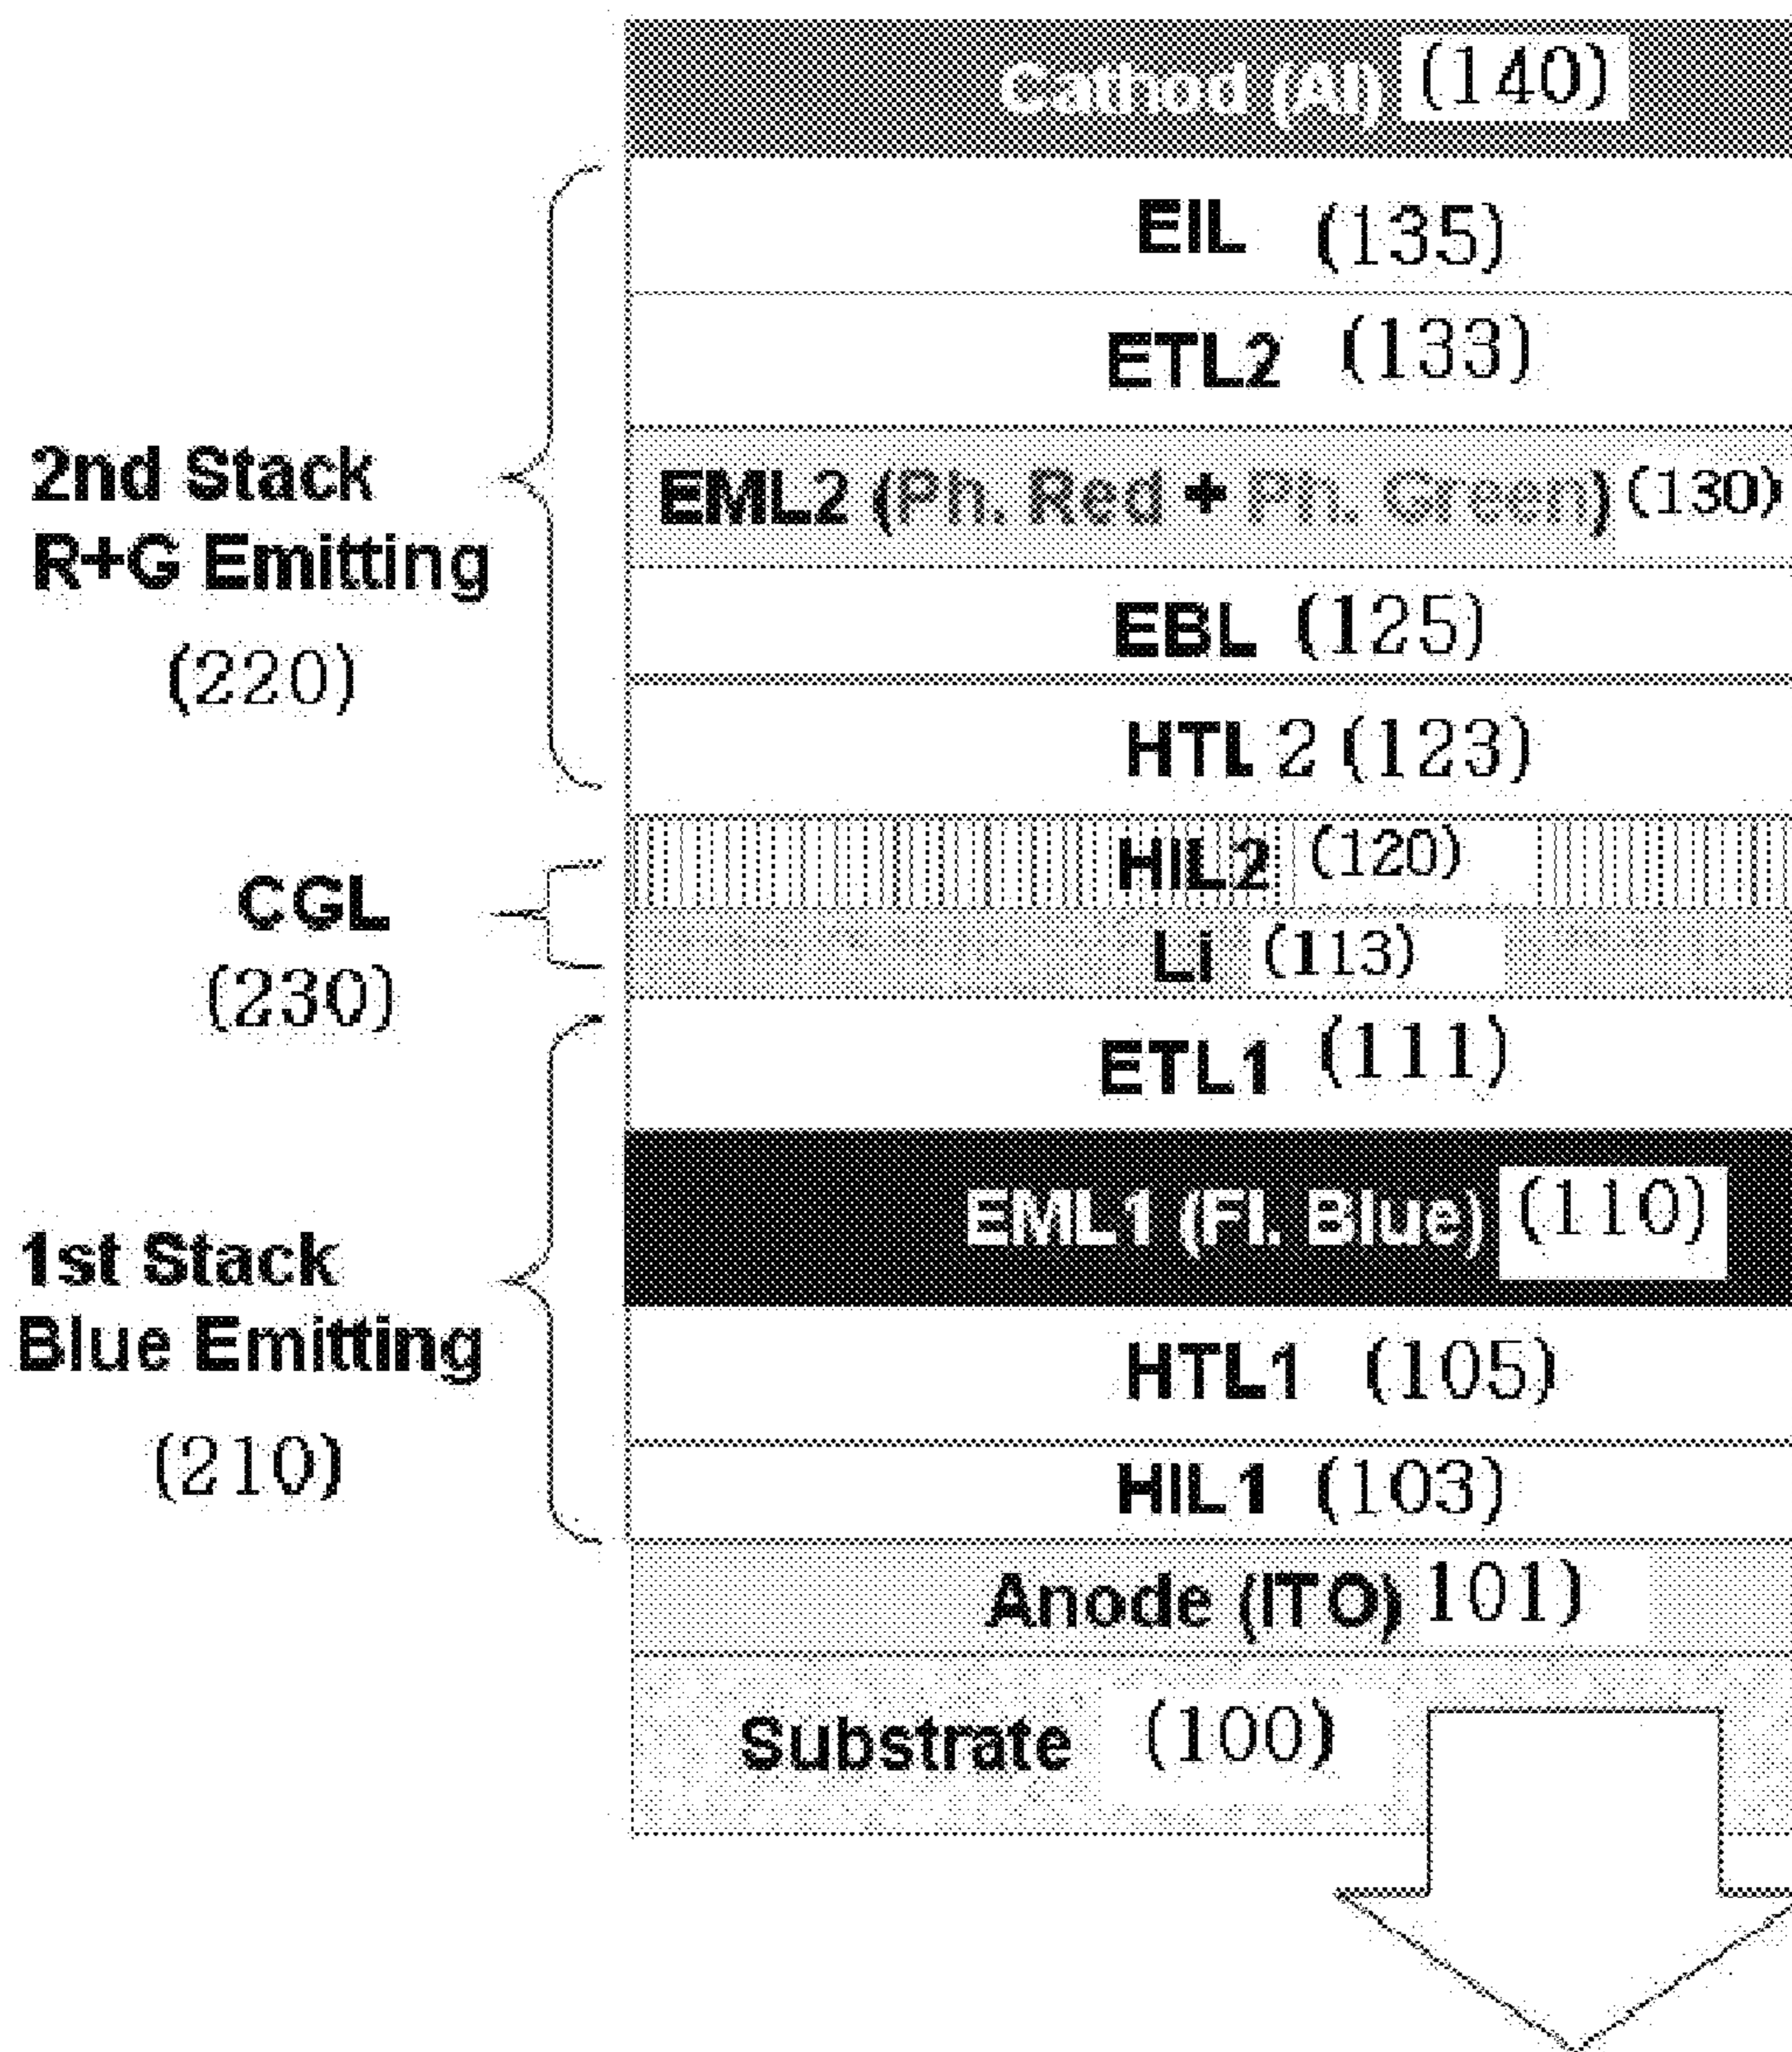 Cathod (Al) (140)
EIL (135)
ETL2 (133)
2nd Stack
R+G Emitting
(220)
EML2 (Ph. Red + Ph. Green) (130)
EBL (125)
HTL 2 (123)
CGL
(230)
HIL2 (120)
Li (113)
ETL1 (111)
1st Stack
Blue Emitting
(210)
EML1 (Fl. Blue) (110)
HTL1 (105)
HIL1 (103)
Anode (ITO) 101)
Substrate (100)